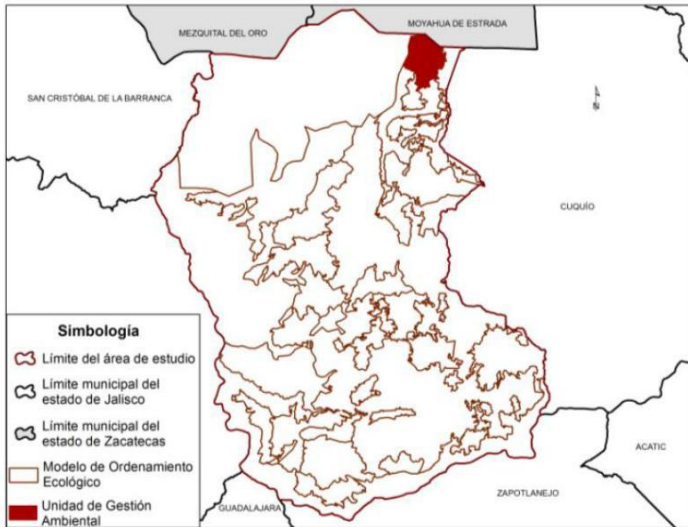 MEZQUITAL DEL ORO
MOYAHUA DE ESTRADA
SAN CRISTÓBAL DE LA BARRANCA
N
CUQUÍO
Simbología
Límite del área de estudio
Límite municipal del
estado de Jalisco
Límite municipal del
estado de Zacatecas
Modelo de Ordenamiento
Ecológico
Unidad de Gestión
Ambiental
GUADALAJARA
ZAPOTLANEJO
ACATIC